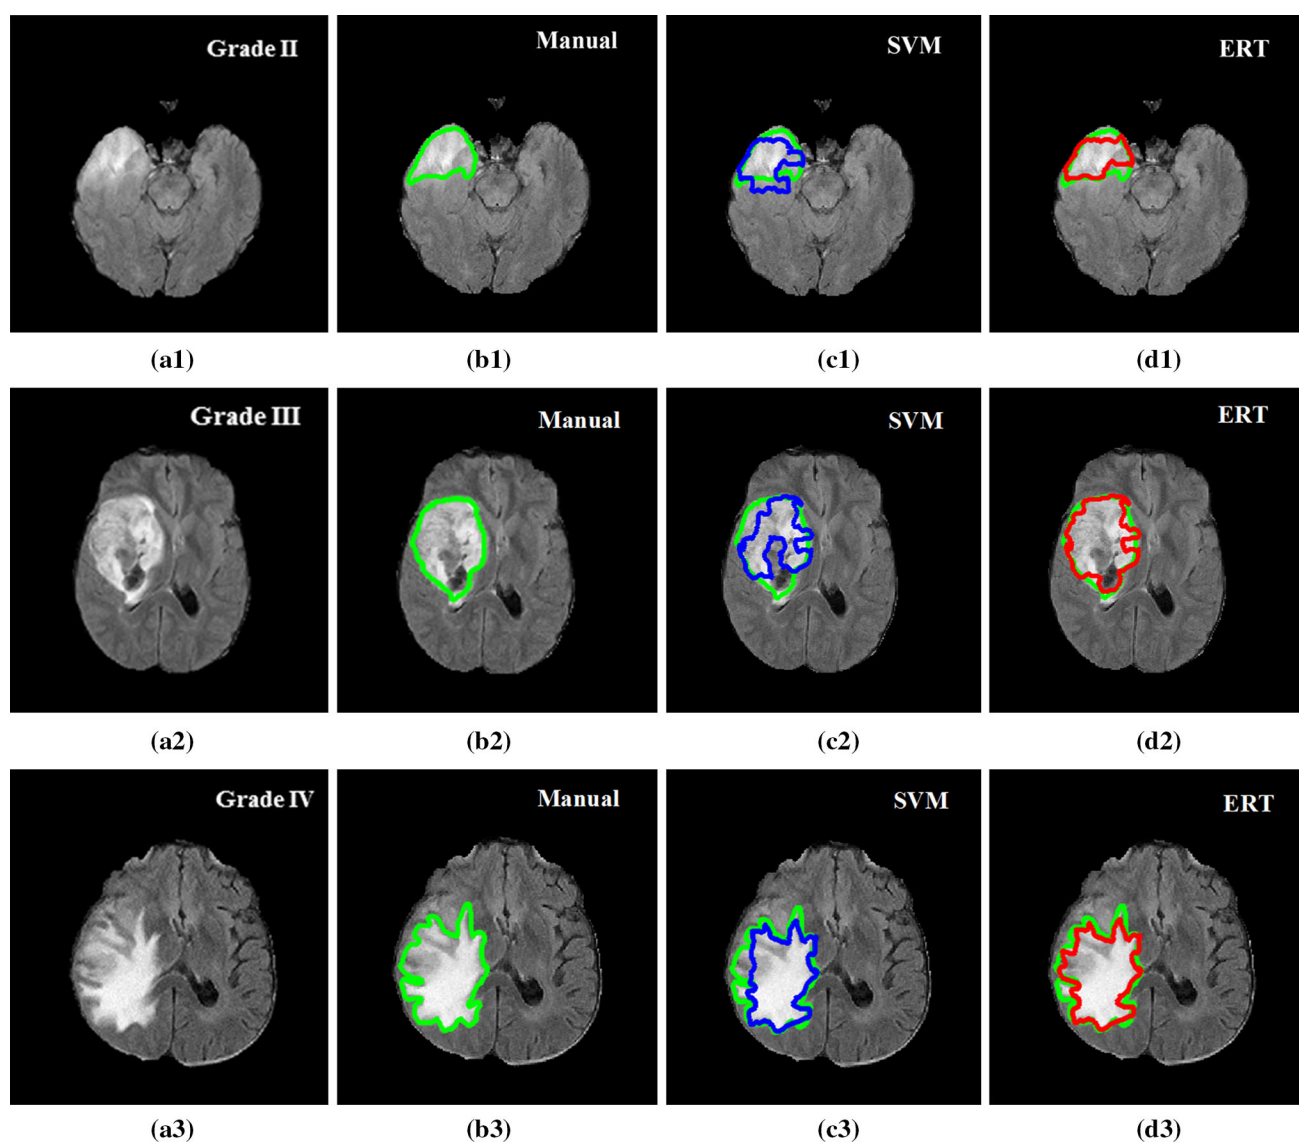 Grade II
Manual
SVM
ERT
(a1)
(b1)
(c1)
(d1)
Grade III
Manual
SVM
ERT
(a2)
(b2)
(c2)
(d2)
Grade IV
Manual
SVM
ERT
(a3)
(b3)
(c3)
(d3)